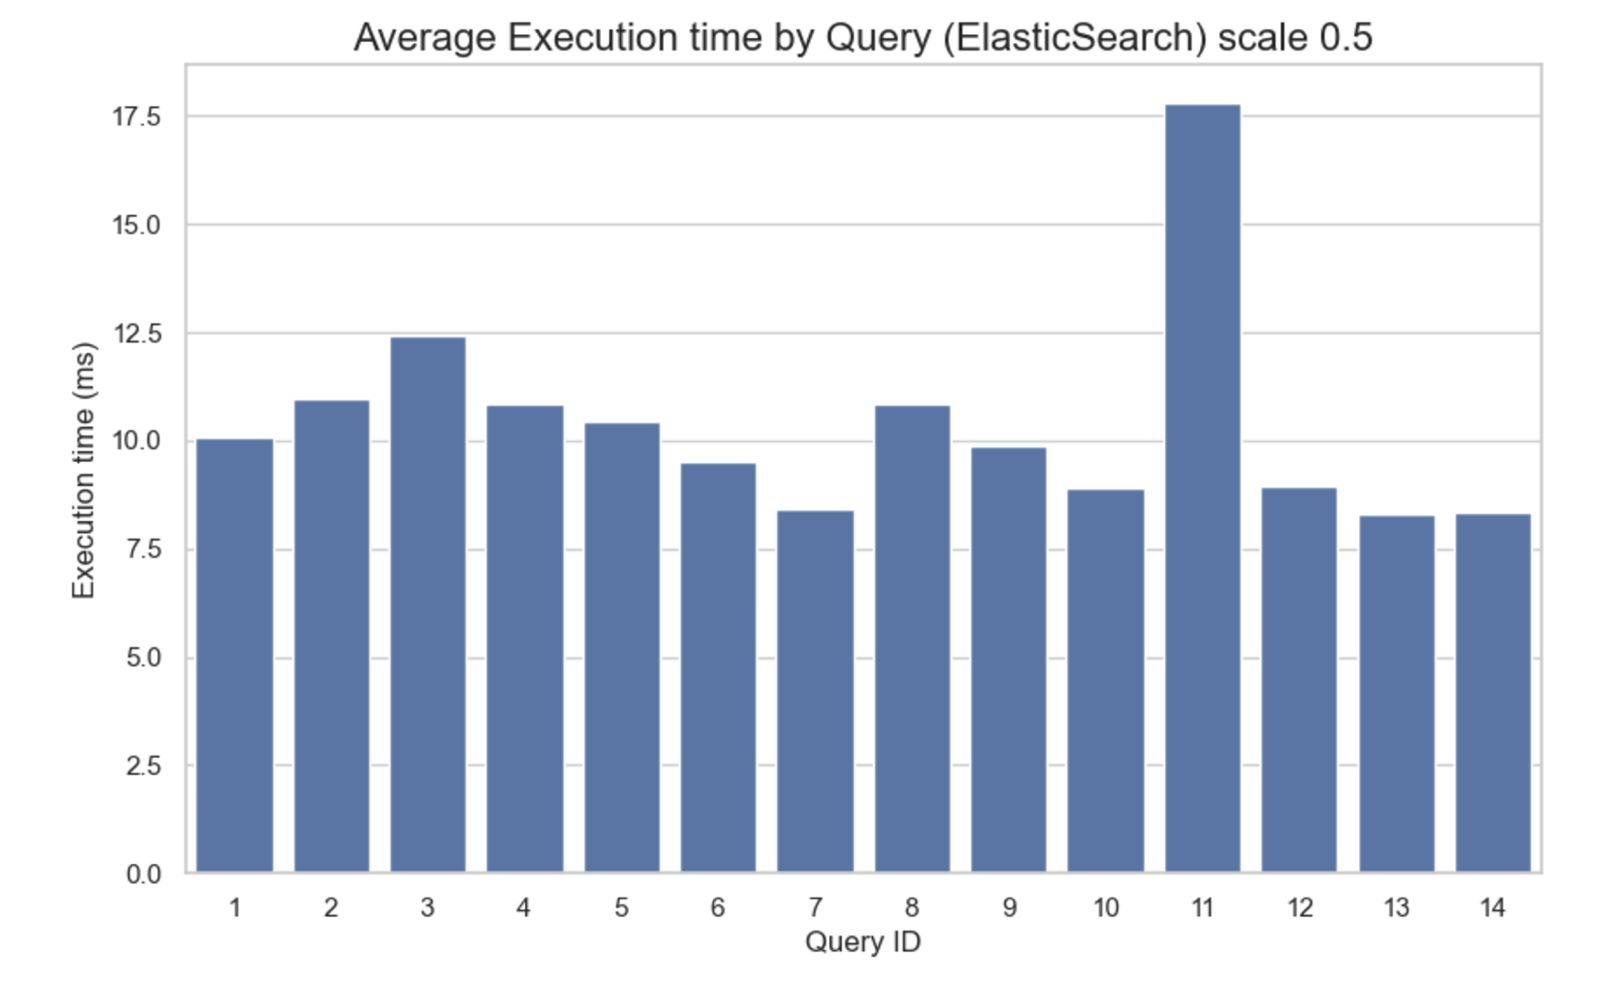 Average Execution time by Query (ElasticSearch) scale 0.5
17.5
15.0
12.5
10.0
7.5
5.0
2.5
0.0
Execution time (ms)
1 2 3 4 5 6 7 8 9 10 11 12 13 14
Query ID